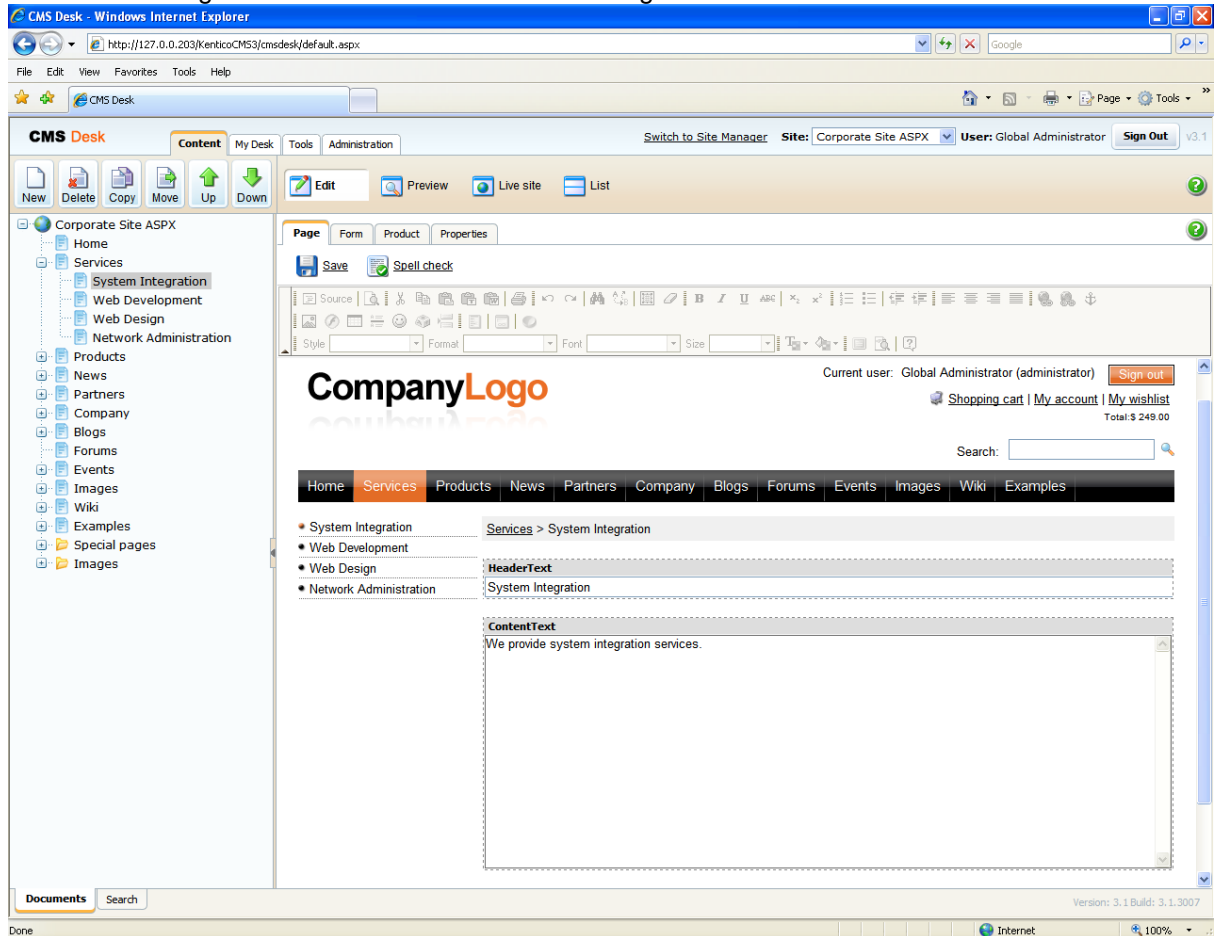 CMS Desk - Windows Internet Explorer
http://127.0.0.203/KenticoCMS3/cmsdesk/default.aspx
Google
File Edit View Favorites Tools Help
CMS Desk
Page Tools
CMS Desk
Content My Desk Tools Administration
Switch to Site Manager Site: Corporate Site ASPX User: Global Administrator Sign Out v3.1
New Delete Copy Move Up Down
Edit Preview Live site List
Corporate Site ASPX
Home
Services
System Integration
Web Development
Web Design
Network Administration
Products
News
Partners
Company
Blogs
Forums
Events
Images
Wiki
Examples
Special pages
Images
Page Form Product Properties
Save Spell check
Source
Style Format Font Size
CompanyLogo
Current user: Global Administrator (administrator) Sign out
Shopping cart | My account | My wishlist
Total:$ 249.00
Search:
Home Services Products News Partners Company Blogs Forums Events Images Wiki Examples
System Integration
Web Development
Web Design
Network Administration
Services > System Integration
HeaderText
System Integration
ContentText
We provide system integration services.
Documents Search
Version: 3.1 Build: 3.1.3007
Done
Internet
100%